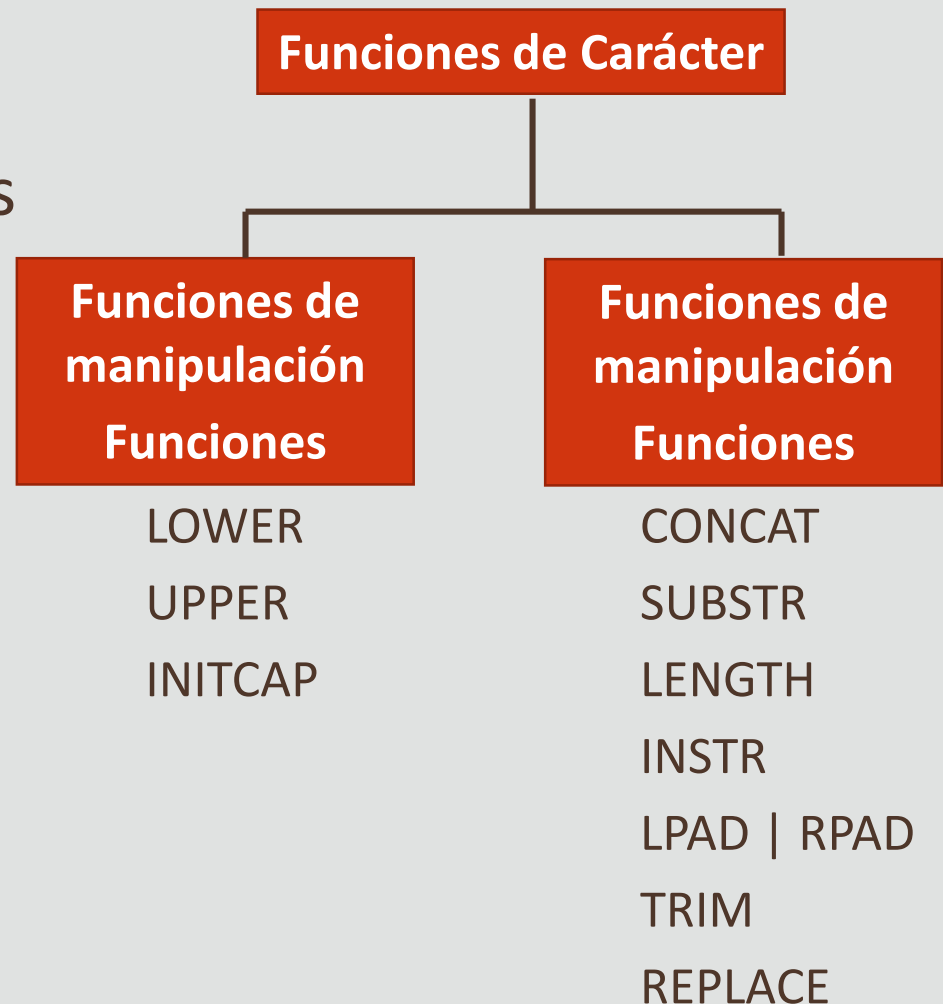 Funciones de Carácter
s
Funciones de
manipulación
Funciones
LOWER
UPPER
INITCAP
Funciones de
manipulación
Funciones
CONCAT
SUBSTR
LENGTH
INSTR
LPAD | RPAD
TRIM
REPLACE